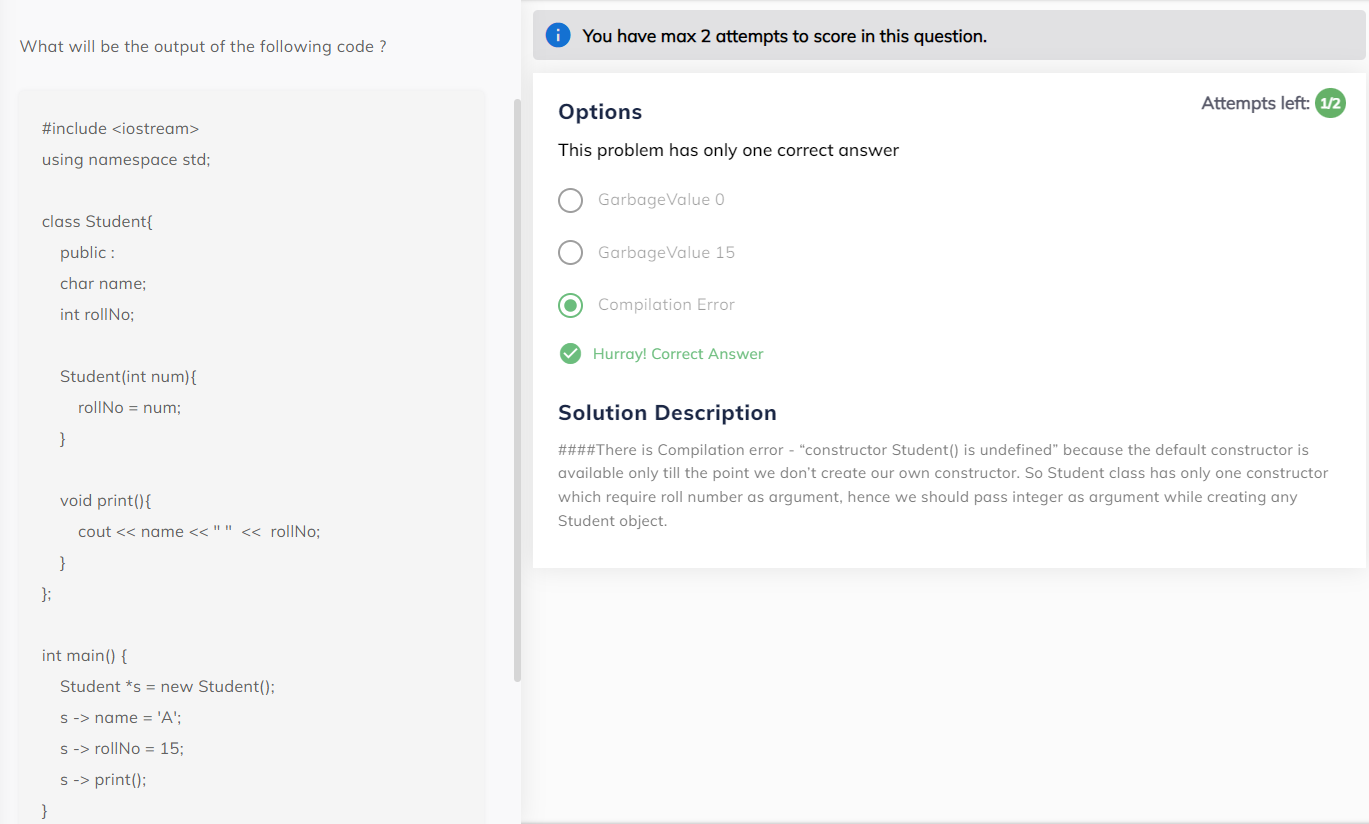 What will be the output of the following code ?
#include <iostream>
using namespace std;
class Student{
public :
char name;
int rollNo;
Student(int num){
rollNo = num;
}
void print(){
cout << name << " " << rollNo;
}
};
int main() {
Student *s = new Student();
s -> name = 'A';
s -> rollNo = 15;
s -> print();
}
i You have max 2 attempts to score in this question.
Options
Attempts left: 1/2
This problem has only one correct answer
GarbageValue 0
GarbageValue 15
Compilation Error
Hurray! Correct Answer
Solution Description
####There is Compilation error - “constructor Student() is undefined” because the default constructor is
available only till the point we don’t create our own constructor. So Student class has only one constructor
which require roll number as argument, hence we should pass integer as argument while creating any
Student object.